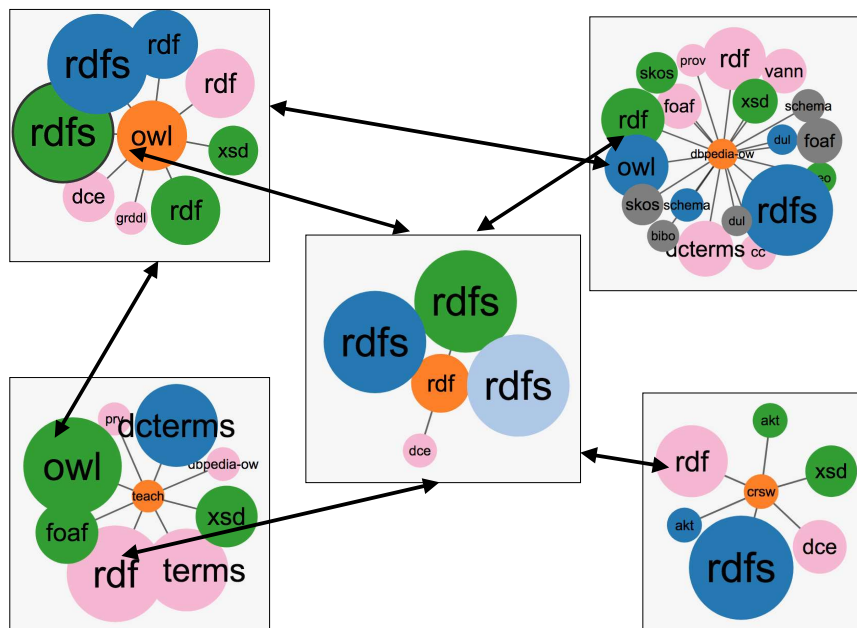 rdfs
rdf
rdf
rdfs
owl
xsd
dce
grddl
rdf
prov
rdf
vann
skos
foaf
xsd
schema
rdf
dul
foaf
owl
dbpedia-ow
skos
schema
dul
rdfs
bibo
dcterms
cc
rdfs
rdfs
rdf
rdfs
dce
prv
dcterms
owl
dbpedia-ow
teach
foaf
xsd
rdf
terms
akt
rdf
xsd
crsw
akt
dce
rdfs